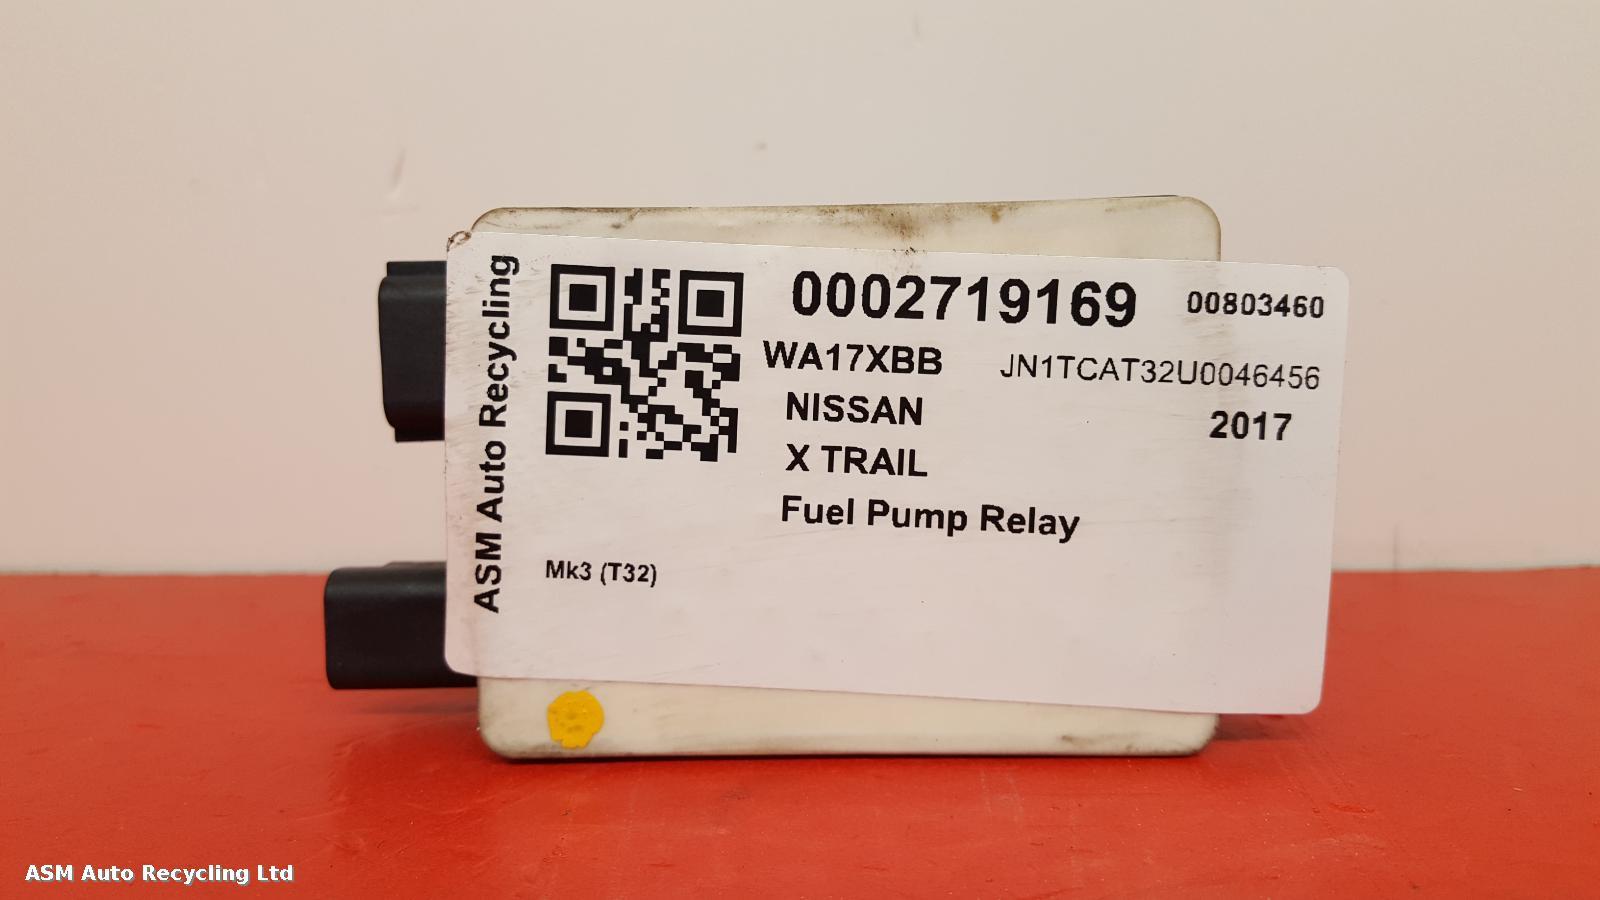 ASM Auto Recycling
0002719169 00803460
WA17XBB JN1TCAT32U0046456
NISSAN 2017
X TRAIL
Fuel Pump Relay
Mk3 (T32)
ASM Auto Recycling Ltd